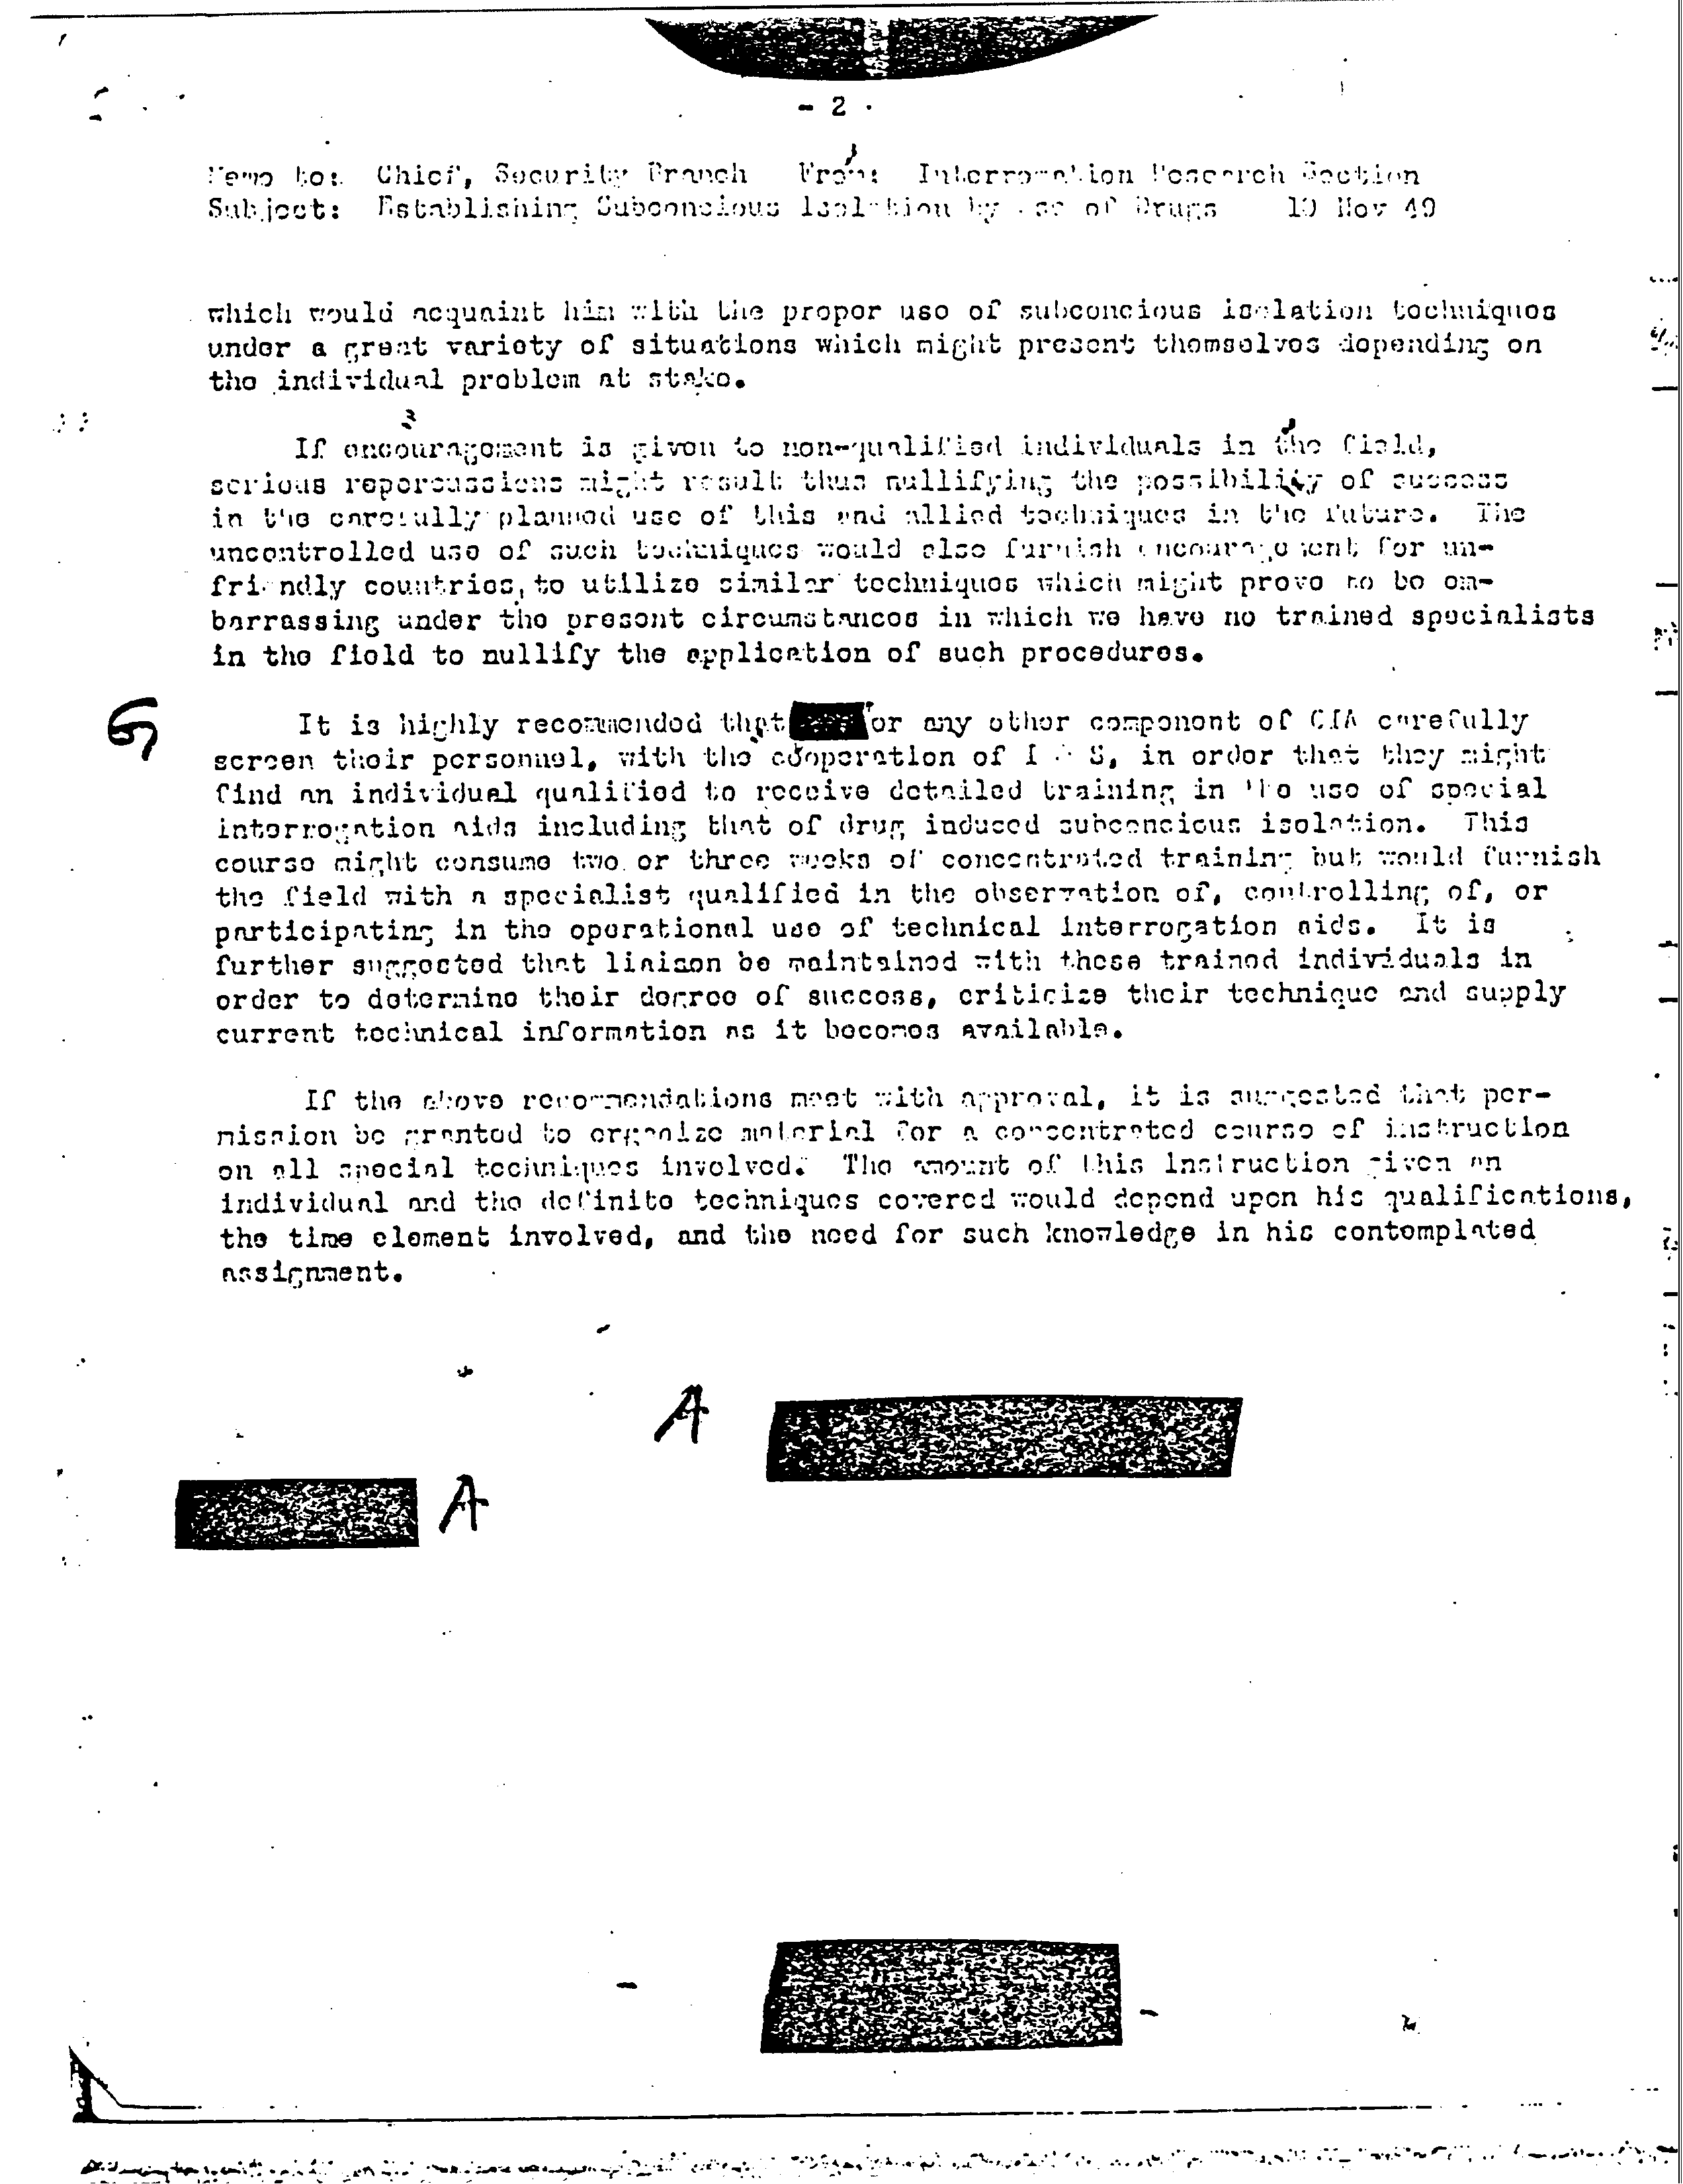 - 2 -
Memo to: Chief, Security Branch From: Interrogation Research Section
Subject: Establishing Subconcious Isolation by Use of Drugs Nov 49
which would acquaint him with the proper use of subconcious isolation techniques
under a great variety of situations which might present themselves depending on
the individual problem at stake.
If encouragement is given to non-qualified individuals in the field,
serious repercussions might result thus nullifying the possibility of success
in the carefully planned use of this and allied techniques in the future. The
uncontrolled use of such techniques would also furnish encouragement for un-
friendly countries, to utilize similar techniques which might prove to be em-
barrassing under the present circumstances in which we have no trained specialists
in the field to nullify the application of such procedures.
G
It is highly recommended that or any other component of CIA carefully
screen their personnel, with the cooperation of I & S, in order that they might
find an individual qualified to receive detailed training in the use of special
interrogation aids including that of drug induced subconcious isolation. This
course might consume two or three weeks of concentrated training but would furnish
the field with a specialist qualified in the observation of, controlling of, or
participating in the operational use of technical interrogation aids. It is
further suggested that liaison be maintained with these trained individuals in
order to determine their degree of success, criticize their technique and supply
current technical information as it becomes available.
If the above recommendations meet with approval, it is suggested that per-
mission be granted to organize material for a concentrated course of instruction
on all special techniques involved. The amount of this instruction given an
individual and the definite techniques covered would depend upon his qualifications,
the time element involved, and the need for such knowledge in his contemplated
assignment.
A
A